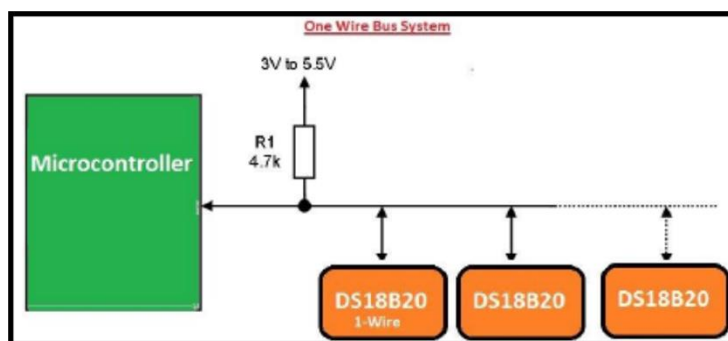 One Wire Bus System
3V to 5.5V
R1
4.7k
Microcontroller
DS18B20
1-Wire
DS18B20
DS18B20